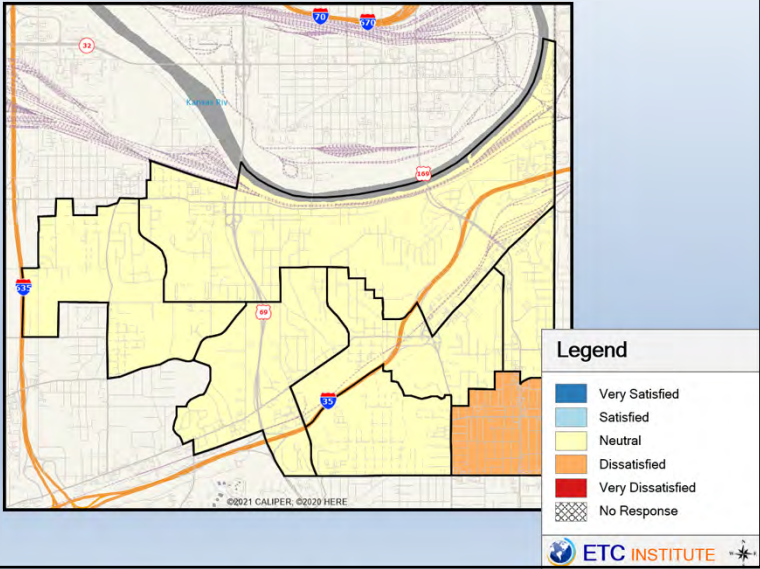 70
670
32
Kansas Riv
169
635
69
35
©2021 CALIPER; ©2020 HERE
Legend
Very Satisfied
Satisfied
Neutral
Dissatisfied
Very Dissatisfied
No Response
ETC INSTITUTE
N
W E
S